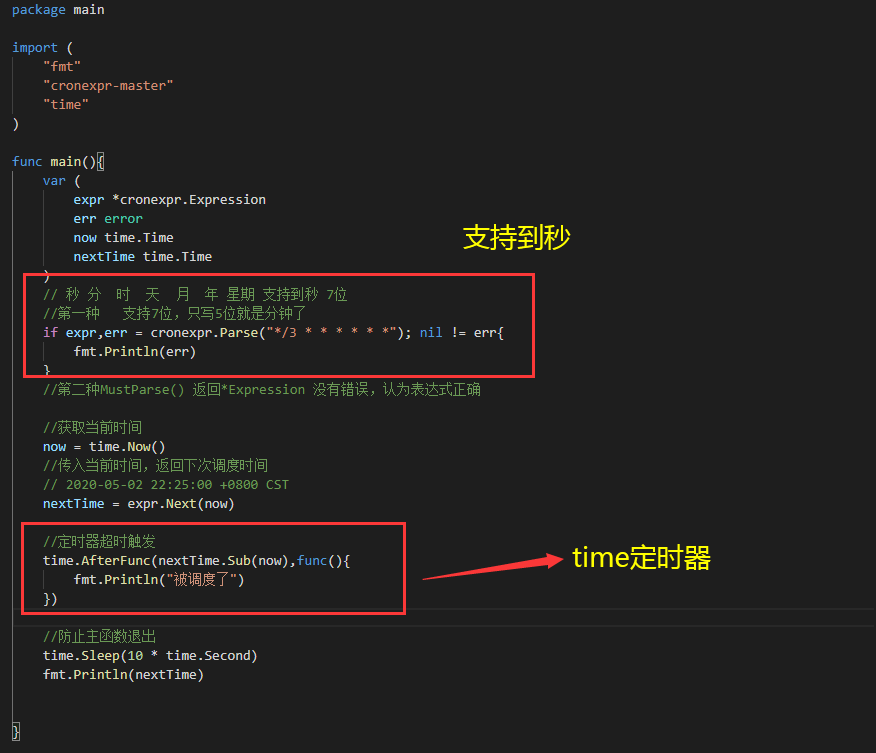 package main
import (
"fmt"
"cronexpr-master"
"time"
)
func main(){
var (
expr *cronexpr.Expression
err error
now time.Time
nextTime time.Time
)
支持到秒
// 秒 分 时 天 月 年 星期 支持到秒 7位
//第一种 支持7位，只写5位就是分钟了
if expr,err = cronexpr.Parse("*/3 * * * * * *"); nil != err{
fmt.Println(err)
}
//第二种MustParse() 返回*Expression 没有错误，认为表达式正确
//获取当前时间
now = time.Now()
//传入当前时间，返回下次调度时间
// 2020-05-02 22:25:00 +0800 CST
nextTime = expr.Next(now)
//定时器超时触发
time.AfterFunc(nextTime.Sub(now),func(){
fmt.Println("被调度了")
})
time定时器
//防止主函数退出
time.Sleep(10 * time.Second)
fmt.Println(nextTime)
}